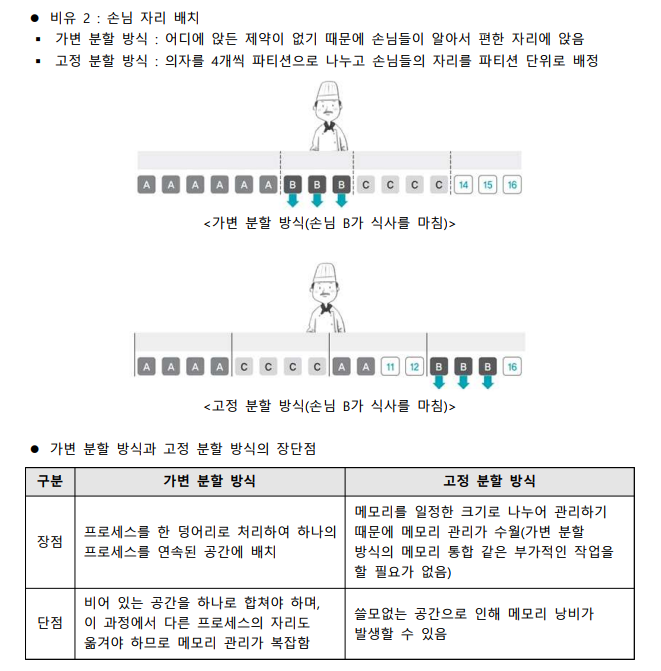 ● 비유 2 : 손님 자리 배치
▪ 가변 분할 방식 : 어디에 앉든 제약이 없기 때문에 손님들이 알아서 편한 자리에 앉음
▪ 고정 분할 방식 : 의자를 4개씩 파티션으로 나누고 손님들의 자리를 파티션 단위로 배정
A A A A A A B B B C C C C 14 15 16
<가변 분할 방식(손님 B가 식사를 마침)>
A A A A C C C C A A 11 12 B B B 16
<고정 분할 방식(손님 B가 식사를 마침)>
● 가변 분할 방식과 고정 분할 방식의 장단점
구분 가변 분할 방식 고정 분할 방식
장점
프로세스를 한 덩어리로 처리하여 하나의
프로세스를 연속된 공간에 배치
메모리를 일정한 크기로 나누어 관리하기
때문에 메모리 관리가 수월(가변 분할
방식의 메모리 통합 같은 부가적인 작업을
할 필요가 없음)
단점
비어 있는 공간을 하나로 합쳐야 하며,
이 과정에서 다른 프로세스의 자리도
옮겨야 하므로 메모리 관리가 복잡함
쓸모없는 공간으로 인해 메모리 낭비가
발생할 수 있음